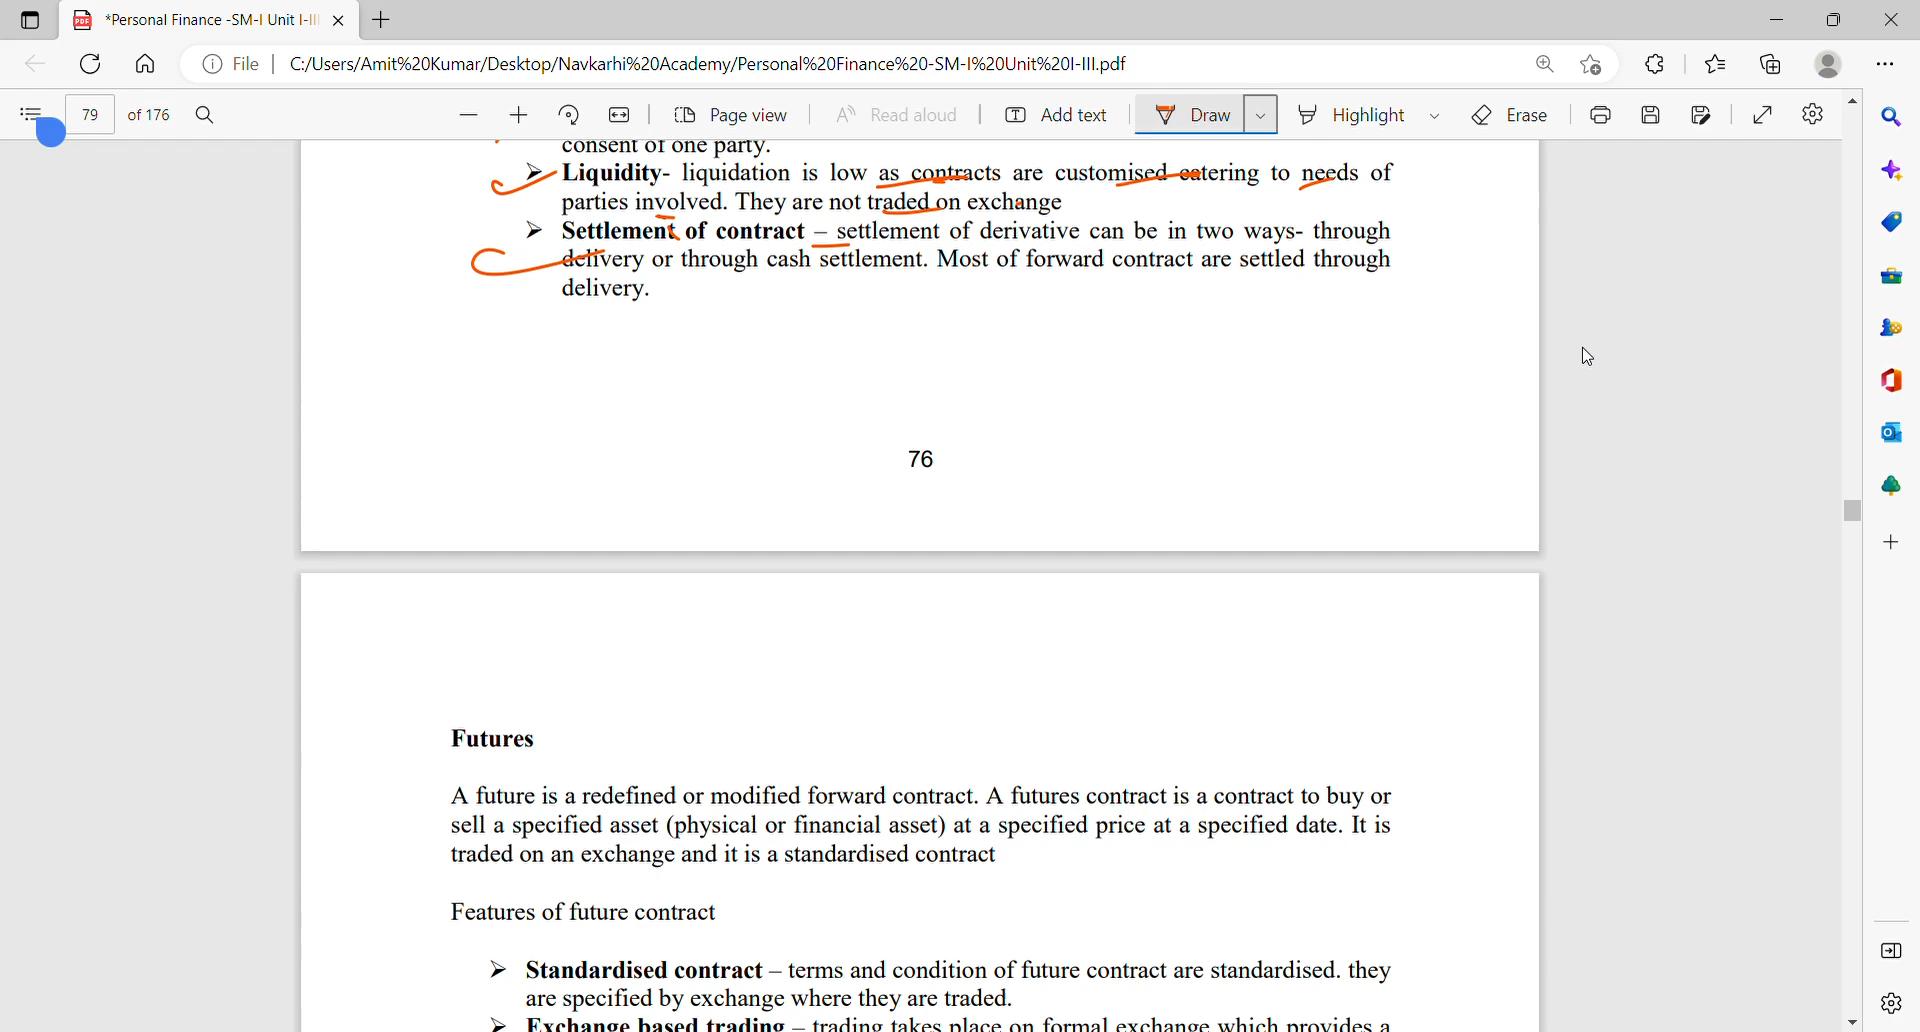 *Personal Finance -SM-I Unit I-III
File
C:/Users/Amit%20Kumar/Desktop/Navkarhi%20Academy/Personal%20Finance%20-SM-I%20Unit%20I-III.pdf
79 of 176
Page view
Read aloud
Add text
Draw
Highlight
Erase
consent of one party.
➢ Liquidity- liquidation is low as contracts are customised catering to needs of
parties involved. They are not traded on exchange
➢ Settlement of contract – settlement of derivative can be in two ways- through
delivery or through cash settlement. Most of forward contract are settled through
delivery.
76
Futures
A future is a redefined or modified forward contract. A futures contract is a contract to buy or
sell a specified asset (physical or financial asset) at a specified price at a specified date. It is
traded on an exchange and it is a standardised contract
Features of future contract
➢ Standardised contract – terms and condition of future contract are standardised. they
are specified by exchange where they are traded.
➢ Exchange based trading – trading takes place on formal exchange which provides a